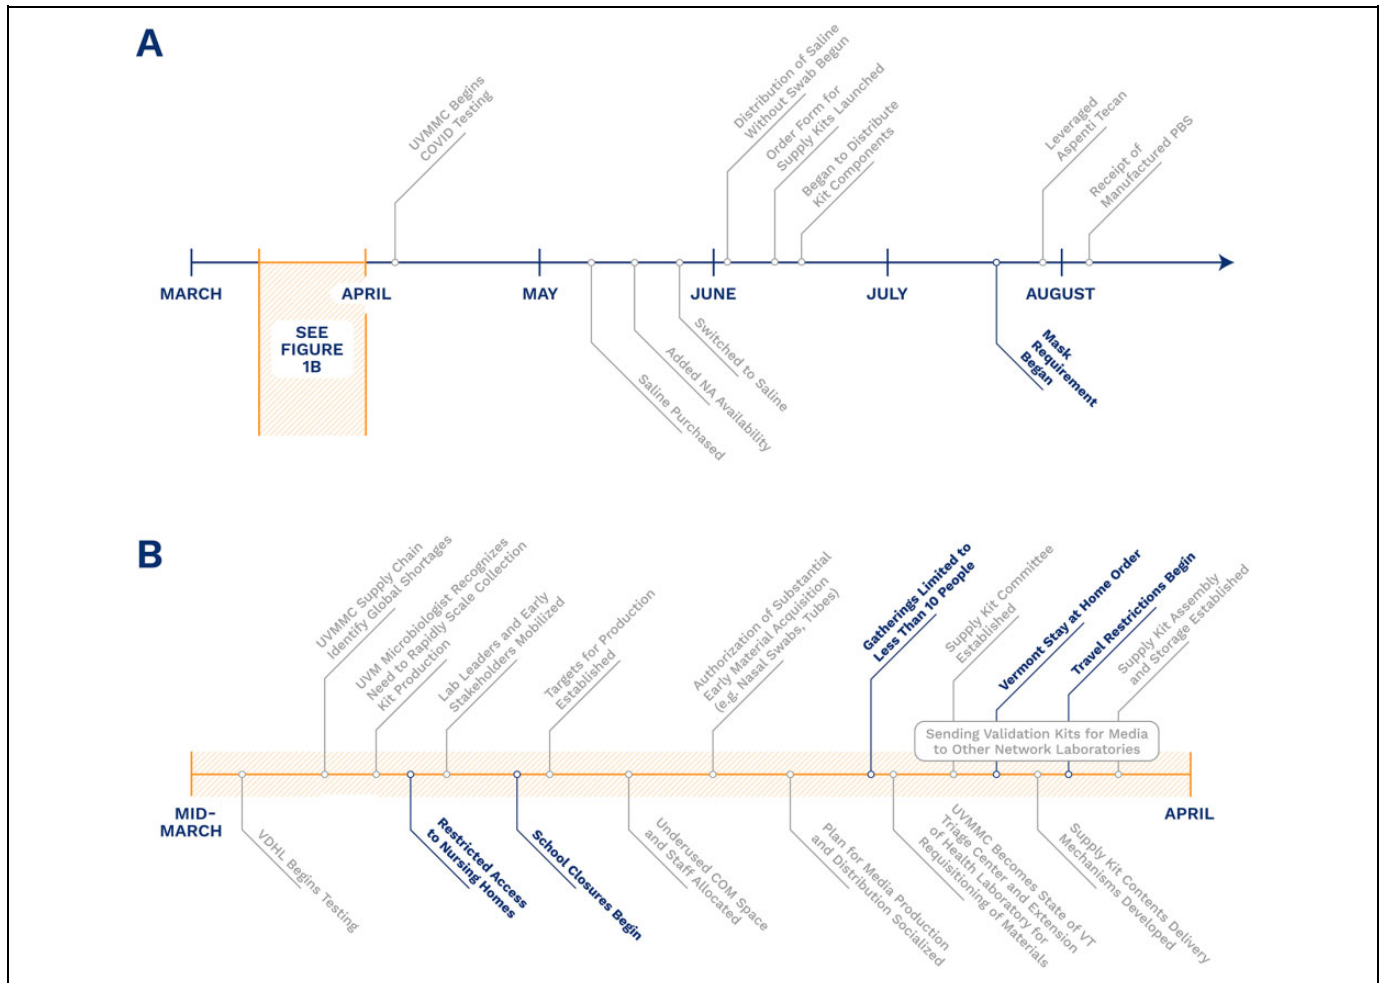 A
UVMMC Begins
COVID Testing
Distribution of Saline
Without Swab Begun
Order Form for
Supply Kits Launched
Began to Distribute
Kit Components
Leveraged
Aspenti Tecan
Receipt of
Manufactured PBS
MARCH
APRIL
MAY
JUNE
JULY
AUGUST
SEE
FIGURE
1B
Saline Purchased
Added NA Availability
Switched to Saline
Mask
Requirement
Began
B
UVMMC Supply Chain
Identify Global Shortages
UVM Microbiologist Recognizes
Need to Rapidly Scale Collection
Kit Production
Lab Leaders and Early
Stakeholders Mobilized
Targets for Production
Established
Authorization of Substantial
Early Material Acquisition
(e.g. Nasal Swabs, Tubes)
Gatherings Limited to
Less Than 10 People
Supply Kit Committee
Established
Vermont Stay at Home Order
Travel Restrictions Begin
Supply Kit Assembly
and Storage Established
Sending Validation Kits for Media
to Other Network Laboratories
MID-
MARCH
APRIL
VDHL Begins Testing
Restricted Access
to Nursing Homes
School Closures Begin
Underused COM Space
and Staff Allocated
Plan for Media Production
and Distribution Socialized
UVMMC Becomes State of VT
Triage Center and Extension
of Health Laboratory for
Requisitioning of Materials
Supply Kit Contents Delivery
Mechanisms Developed